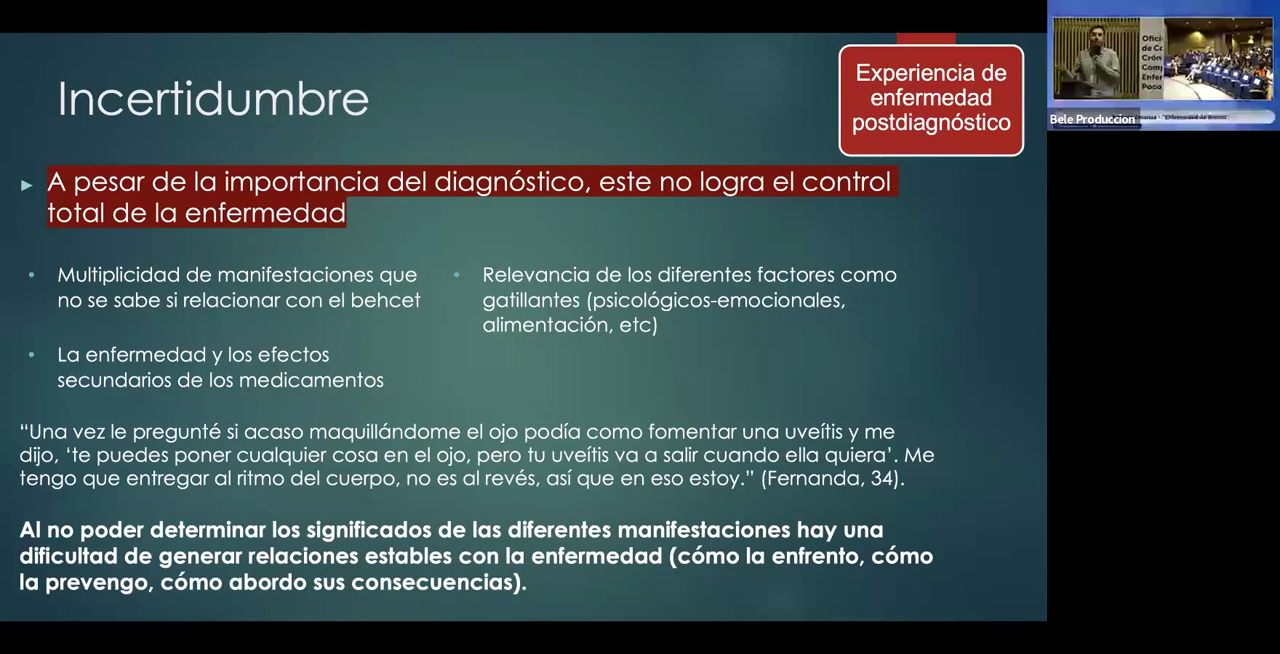 Incertidumbre
Experiencia de
enfermedad
postdiagnóstico
A pesar de la importancia del diagnóstico, este no logra el control
total de la enfermedad
Multiplicidad de manifestaciones que
no se sabe si relacionar con el behcet
La enfermedad y los efectos
secundarios de los medicamentos
Relevancia de los diferentes factores como
gatillantes (psicológicos-emocionales,
alimentación, etc)
“Una vez le pregunté si acaso maquillándome el ojo podía como fomentar una uveítis y me
dijo, ‘te puedes poner cualquier cosa en el ojo, pero tu uveítis va a salir cuando ella quiera’. Me
tengo que entregar al ritmo del cuerpo, no es al revés, así que en eso estoy.” (Fernanda, 34).
Al no poder determinar los significados de las diferentes manifestaciones hay una
dificultad de generar relaciones estables con la enfermedad (cómo la enfrento, cómo
la prevengo, cómo abordo sus consecuencias).
Ofici
de Co
Crón
Comp
Enfer
Poco
Bele Produccion